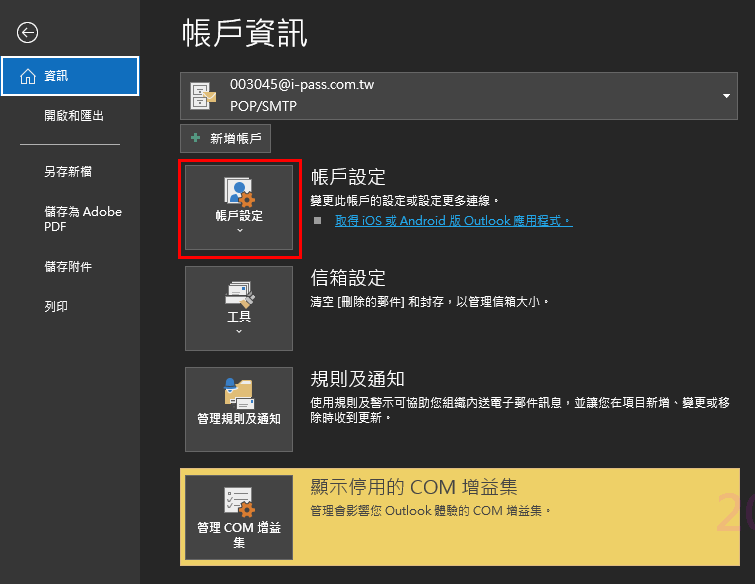 帳戶資訊
資訊
開啟和匯出
另存新檔
儲存為 Adobe
PDF
儲存附件
列印
003045@i-pass.com.tw
POP/SMTP
新增帳戶
帳戶設定
帳戶設定
變更此帳戶的設定或設定更多連線。
取得 iOS 或 Android 版 Outlook 應用程式。
工具
信箱設定
清空 [刪除的郵件] 和封存，以管理信箱大小。
管理規則及通知
規則及通知
使用規則及警示可協助您組織內送電子郵件訊息，並讓您在項目新增、變更或移
除時收到更新。
管理 COM 增益
集
顯示停用的 COM 增益集
管理會影響您 Outlook 體驗的 COM 增益集。